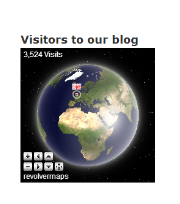 Visitors to our blog
3,524 Visits
revolvermaps